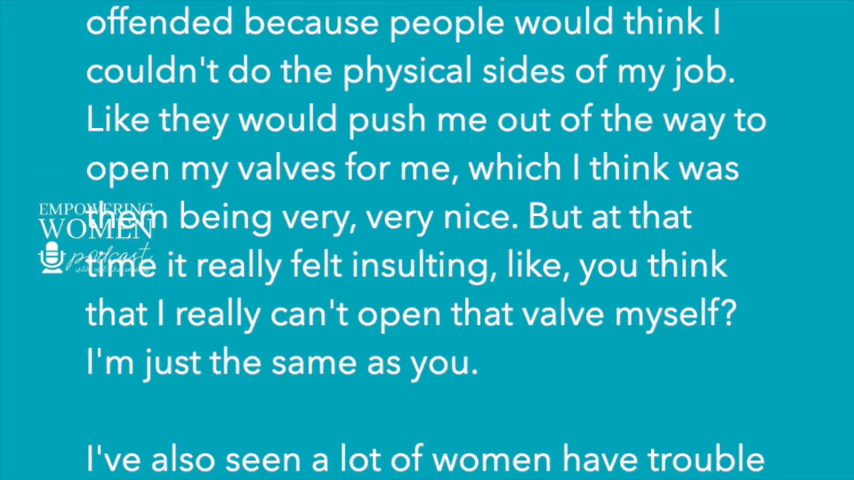 offended because people would think I
couldn't do the physical sides of my job.
Like they would push me out of the way to
open my valves for me, which I think was
them being very, very nice. But at that
time it really felt insulting, like, you think
that I really can't open that valve myself?
I'm just the same as you.
I've also seen a lot of women have trouble
EMPOWERING
WOMEN
podcast